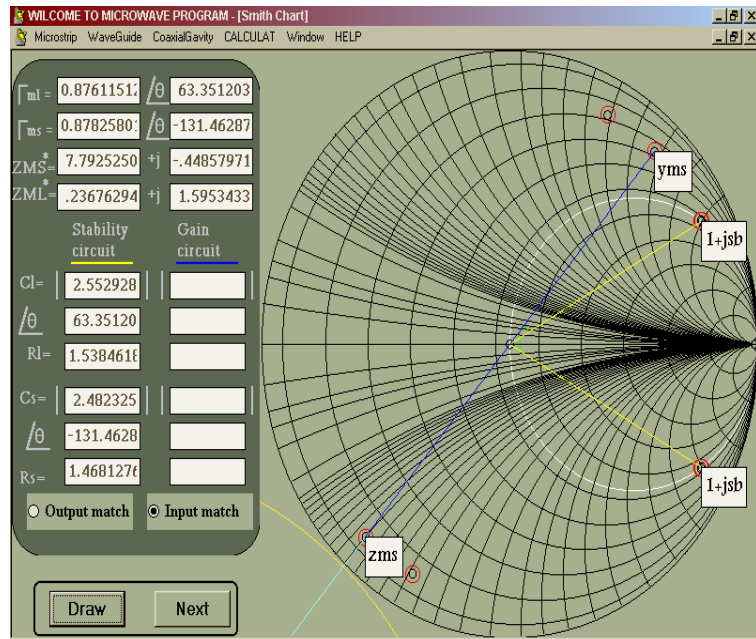 WILCOME TO MICROWAVE PROGRAM - [Smith Chart]
Microstrip WaveGuide CoaxialGavity CALCULAT Window HELP
Γml = 0.8761151 /θ 63.351203
Γms = 0.8782580 /θ -131.46287
ZMS*= 7.7925250 +j -.44857971
ZML*= .23676294 +j 1.5953433
Stability circuit
Gain circuit
Cl= | 2.552928 | | |
/θ 63.35120
Rl= 1.5384618
Cs= | 2.482325 | | |
/θ -131.4628
Rs= 1.4681276
Output match Input match
Draw Next
yms
1+jsb
1+jsb
zms